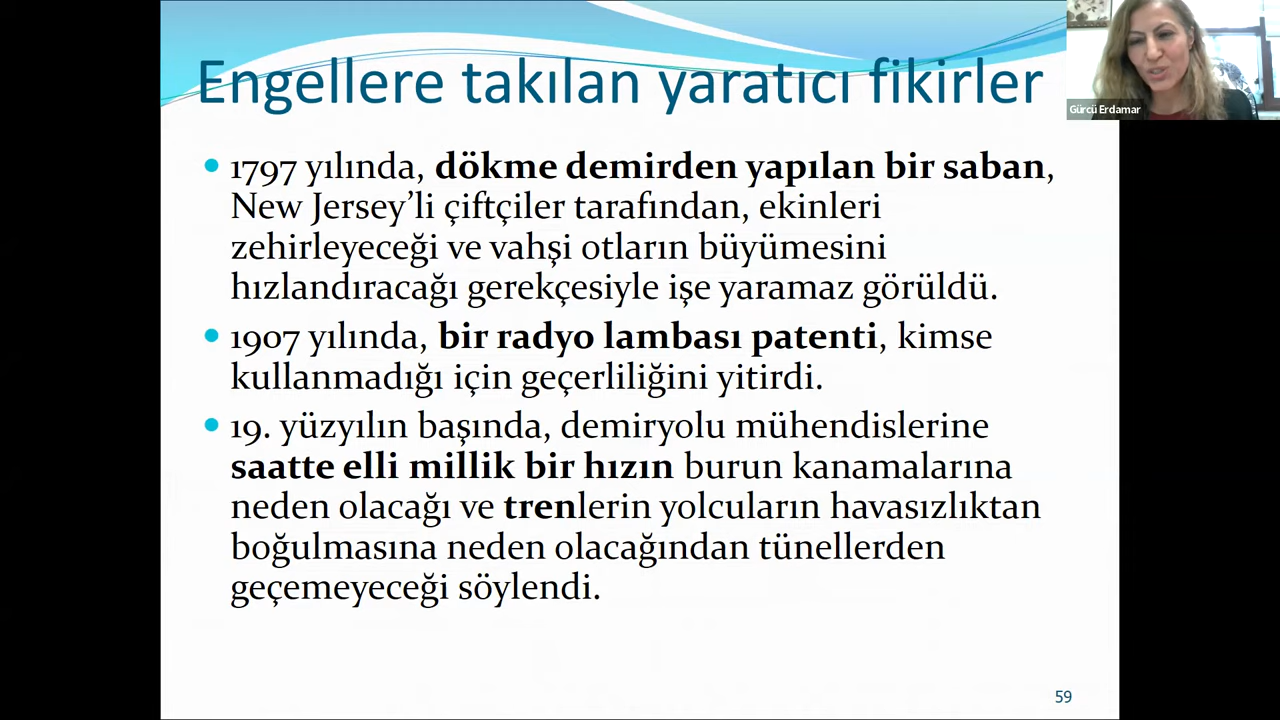 Engellere takılan yaratıcı fikirler
Gürcü Erdamar
• 1797 yılında, dökme demirden yapılan bir saban,
New Jersey’li çiftçiler tarafından, ekinleri
zehirleyeceği ve vahşi otların büyümesini
hızlandıracağı gerekçesiyle işe yaramaz görüldü.
• 1907 yılında, bir radyo lambası patenti, kimse
kullanmadığı için geçerliliğini yitirdi.
• 19. yüzyılın başında, demiryolu mühendislerine
saatte elli millik bir hızın burun kanamalarına
neden olacağı ve trenlerin yolcuların havasızlıktan
boğulmasına neden olacağından tünellerden
geçemeyeceği söylendi.
59